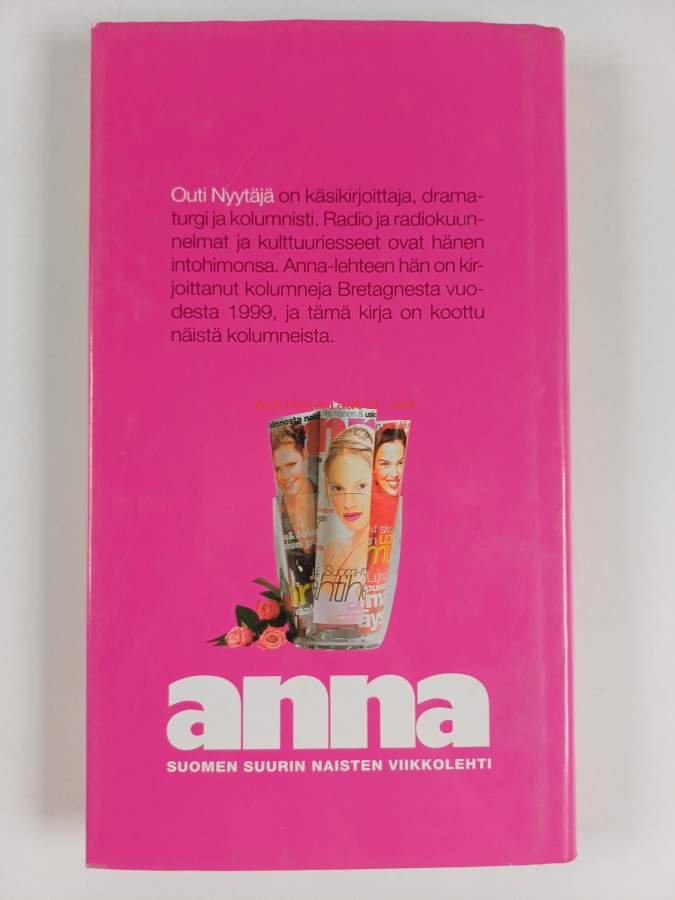 Outi Nyytäjä on käsikirjoittaja, drama-
turgi ja kolumnisti. Radio ja radiokuun-
nelmat ja kulttuuriesseet ovat hänen
intohimonsa. Anna-lehteen hän on kir-
joittanut kolumneja Bretagnesta vuo-
desta 1999, ja tämä kirja on koottu
näistä kolumneista.
anna
SUOMEN SUURIN NAISTEN VIIKKOLEHTI